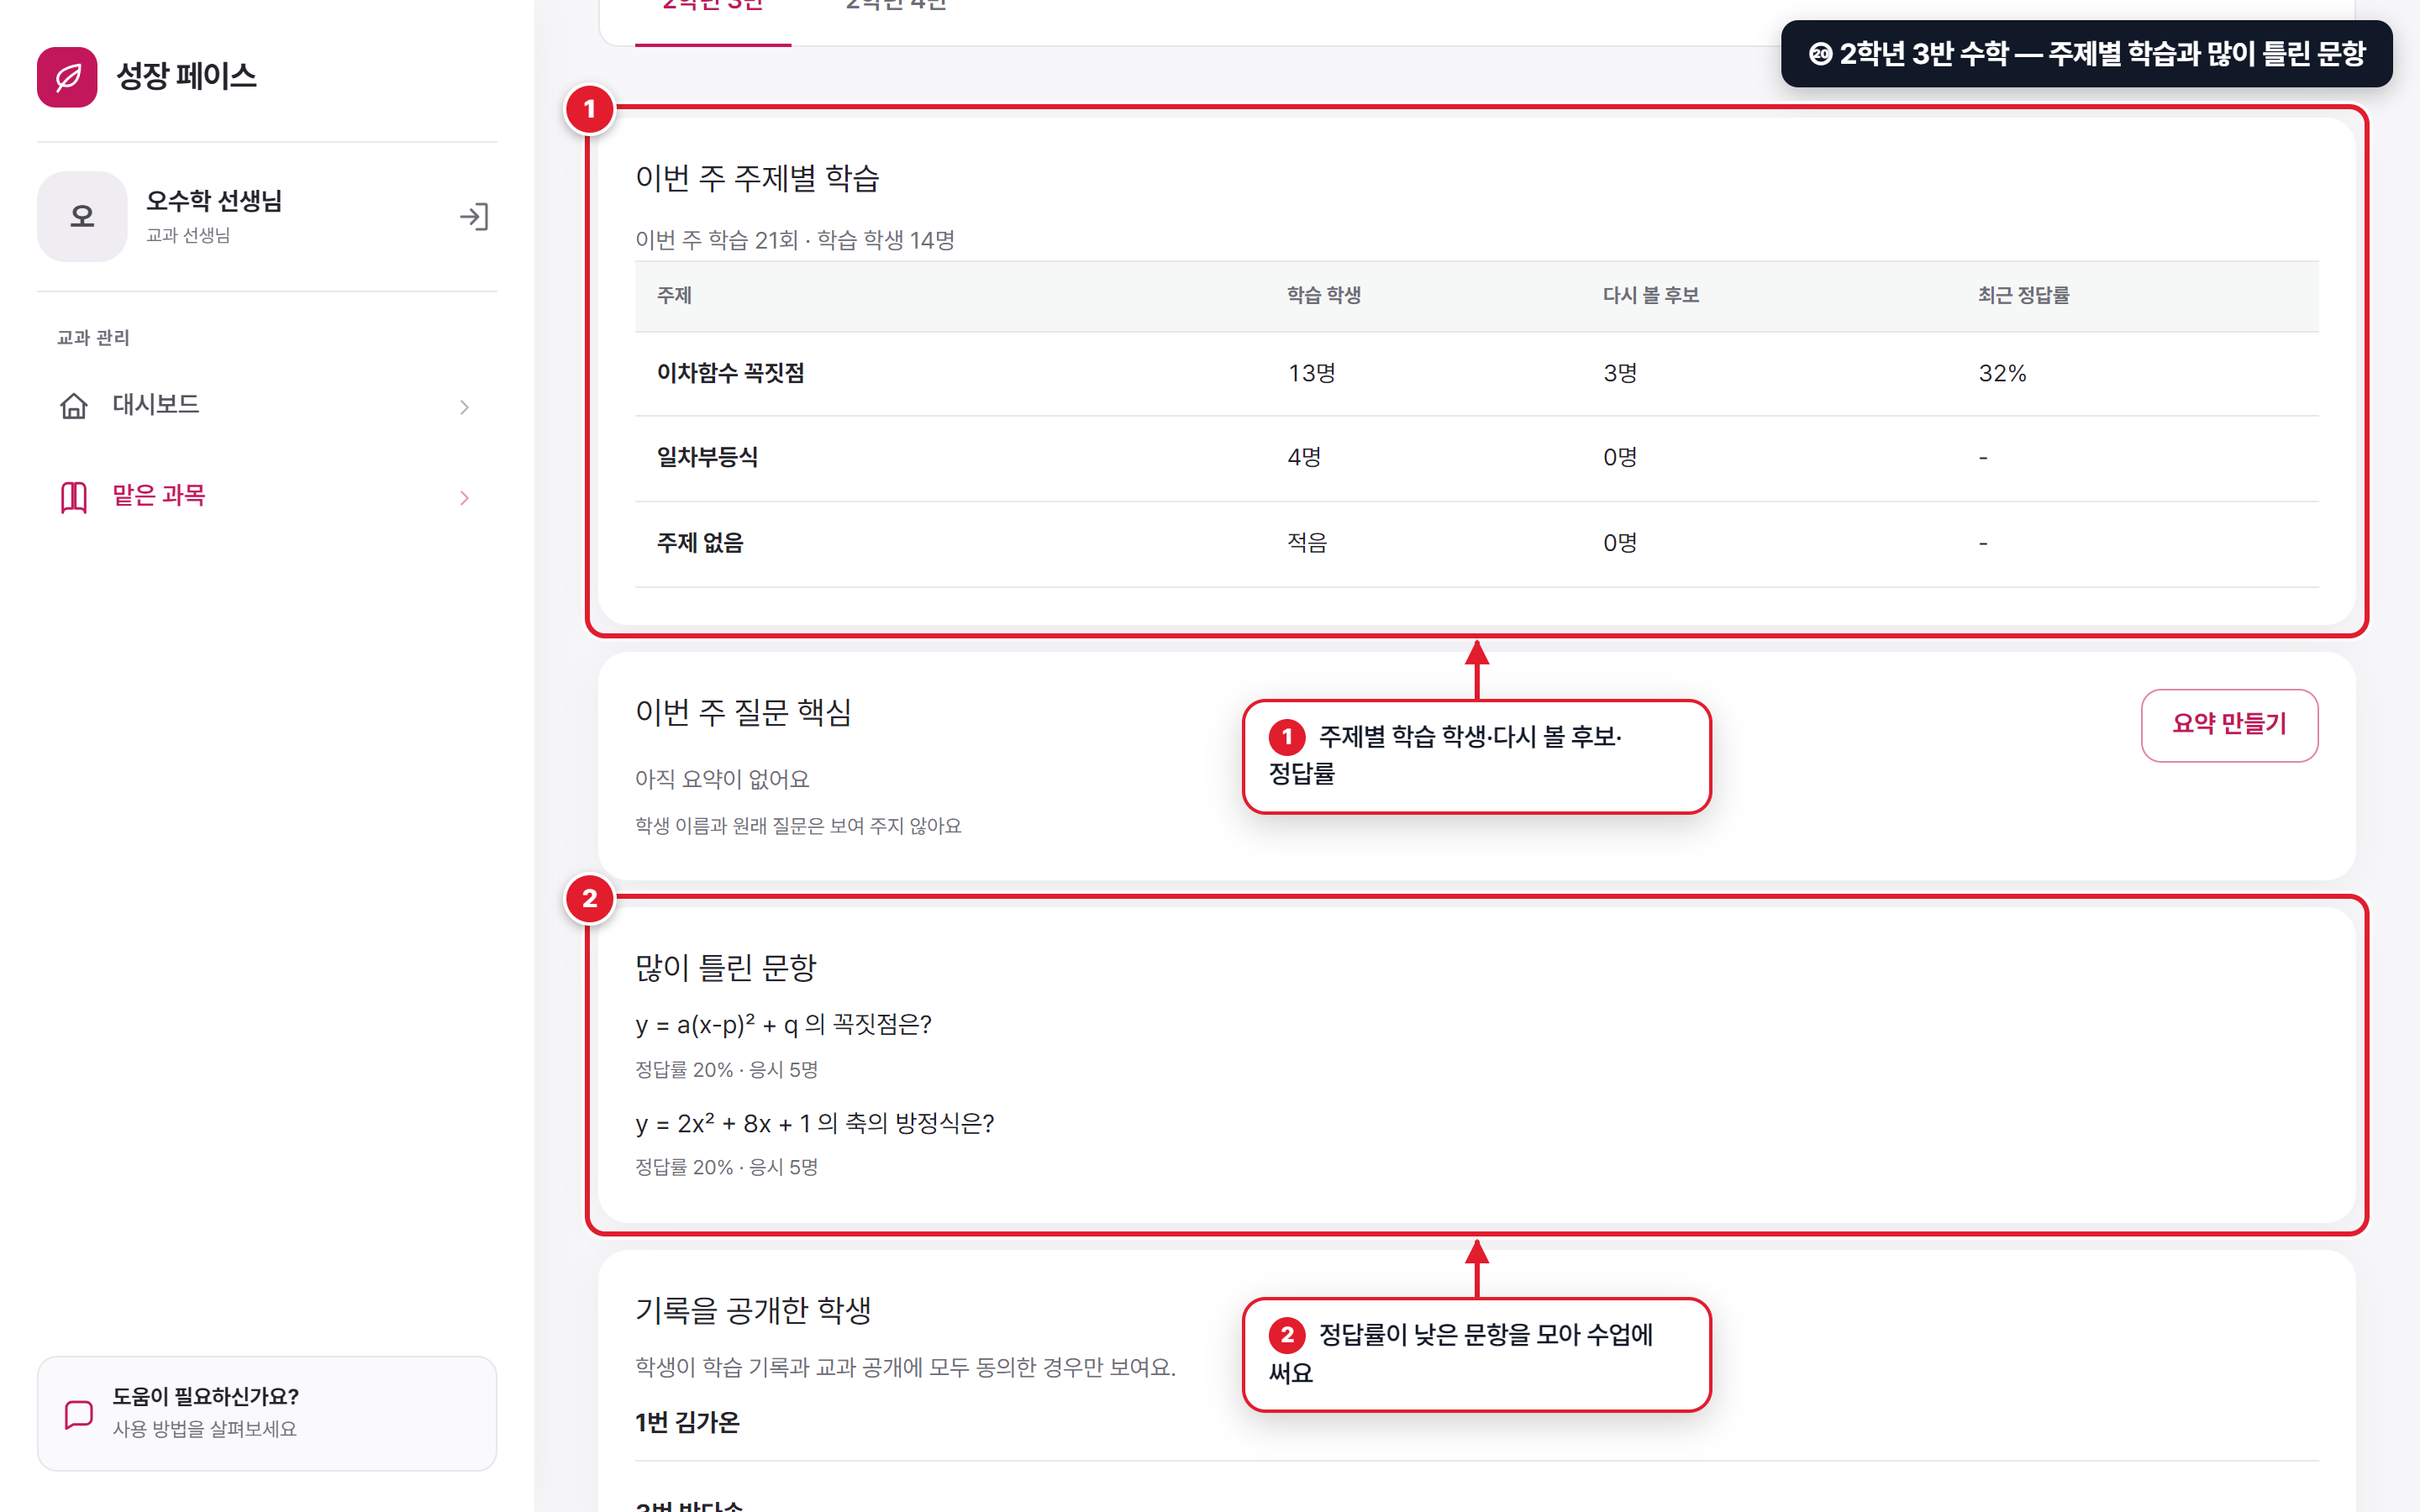 성장 페이스
오
오수학 선생님
교과 선생님
교과 관리
대시보드
맡은 과목
도움이 필요하신가요?
사용 방법을 살펴보세요
2학년 3반
2학년 4반
⓴ 2학년 3반 수학 — 주제별 학습과 많이 틀린 문항
1
이번 주 주제별 학습
이번 주 학습 21회 · 학습 학생 14명
주제 학습 학생 다시 볼 후보 최근 정답률
이차함수 꼭짓점 13명 3명 32%
일차부등식 4명 0명 -
주제 없음 적음 0명 -
이번 주 질문 핵심
요약 만들기
아직 요약이 없어요
학생 이름과 원래 질문은 보여 주지 않아요
1 주제별 학습 학생·다시 볼 후보·
정답률
2
많이 틀린 문항
y = a(x-p)² + q 의 꼭짓점은?
정답률 20% · 응시 5명
y = 2x² + 8x + 1 의 축의 방정식은?
정답률 20% · 응시 5명
기록을 공개한 학생
학생이 학습 기록과 교과 공개에 모두 동의한 경우만 보여요.
2 정답률이 낮은 문항을 모아 수업에
써요
1번 김가온